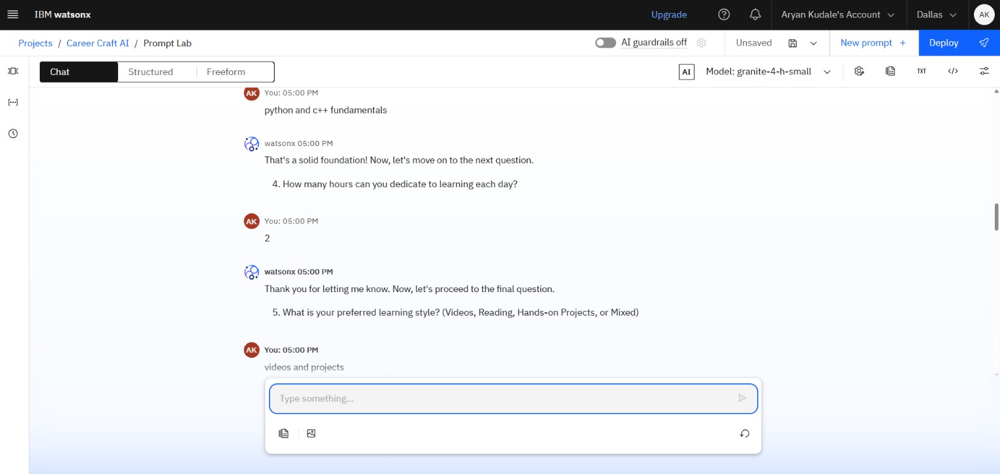 IBM watsonx
Upgrade
Aryan Kudale's Account
Dallas
AK
Projects / Career Craft AI / Prompt Lab
AI guardrails off
Unsaved
New prompt +
Deploy
Chat
Structured
Freeform
AI
Model: granite-4-h-small
TXT
</>
AK
You: 05:00 PM
python and c++ fundamentals
watsonx 05:00 PM
That's a solid foundation! Now, let's move on to the next question.
4. How many hours can you dedicate to learning each day?
AK
You: 05:00 PM
2
watsonx 05:00 PM
Thank you for letting me know. Now, let's proceed to the final question.
5. What is your preferred learning style? (Videos, Reading, Hands-on Projects, or Mixed)
AK
You: 05:00 PM
videos and projects
Type something...